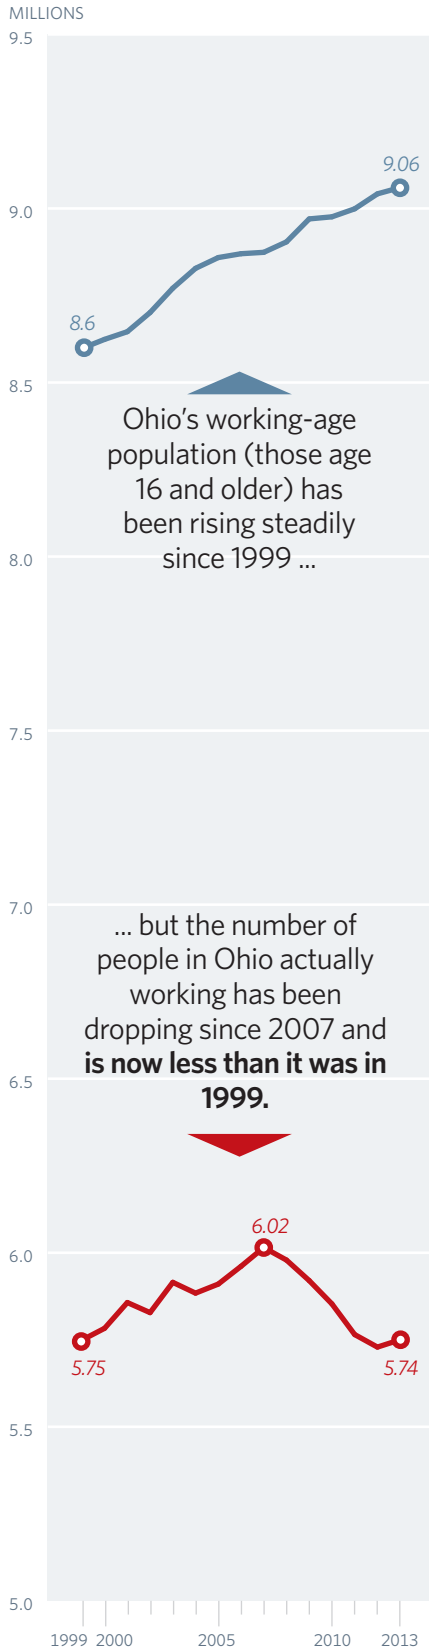 MILLIONS
9.5
9.06
9.0
8.6
8.5
Ohio's working-age
population (those age
16 and older) has
been rising steadily
since 1999 ...
8.0
7.5
7.0
... but the number of
people in Ohio actually
working has been
dropping since 2007 and
is now less than it was in
1999.
6.5
6.02
6.0
5.75
5.74
5.5
5.0
1999 2000 2005 2010 2013